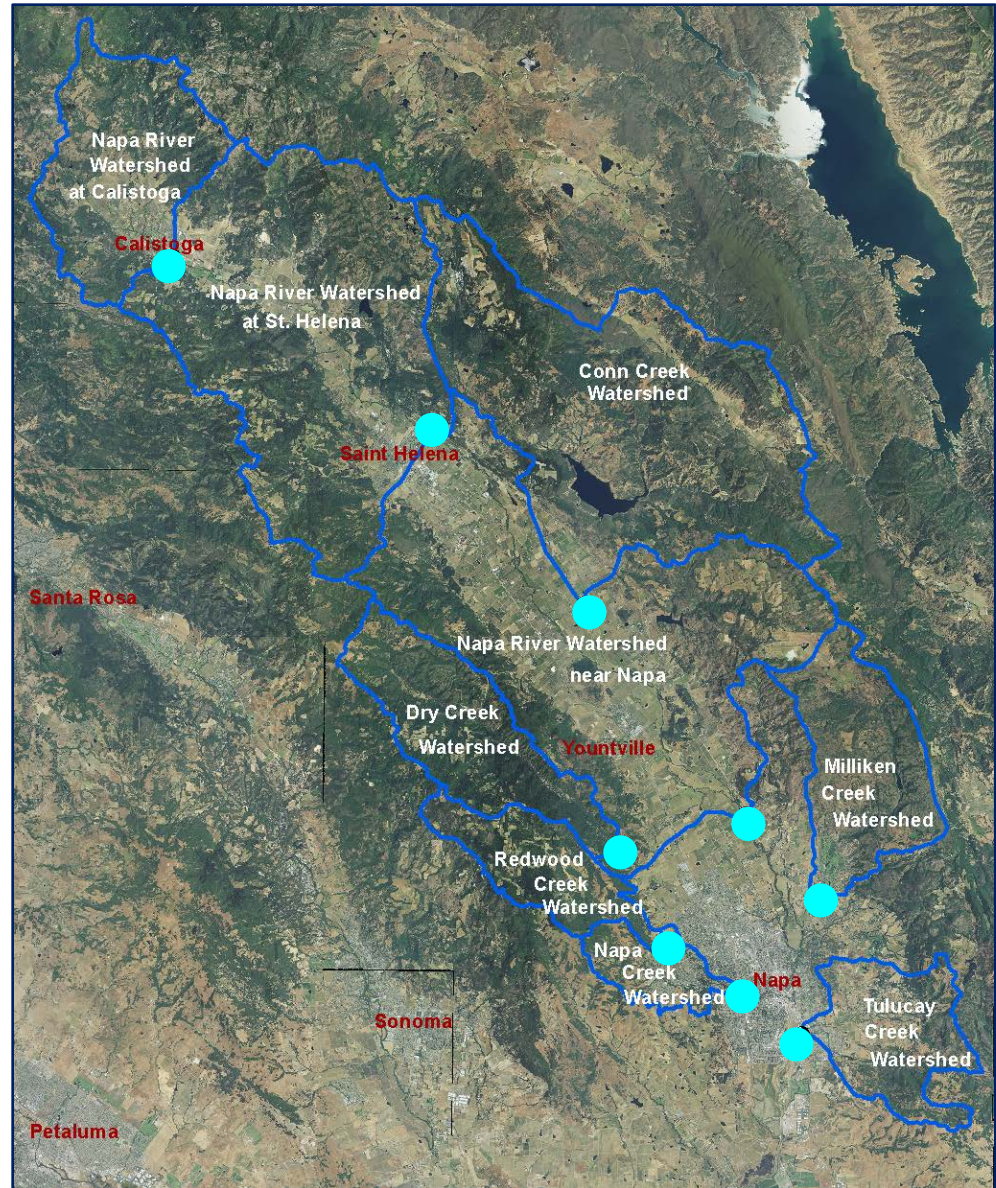 Napa River
Watershed
at Calistoga
Calistoga
Napa River Watershed
at St. Helena
Conn Creek
Watershed
Saint Helena
Santa Rosa
Napa River Watershed
near Napa
Dry Creek
Watershed
Yountville
Milliken
Creek
Watershed
Redwood
Creek
Watershed
Napa
Creek
Watershed
Napa
Tulucay
Creek
Watershed
Sonoma
Petaluma